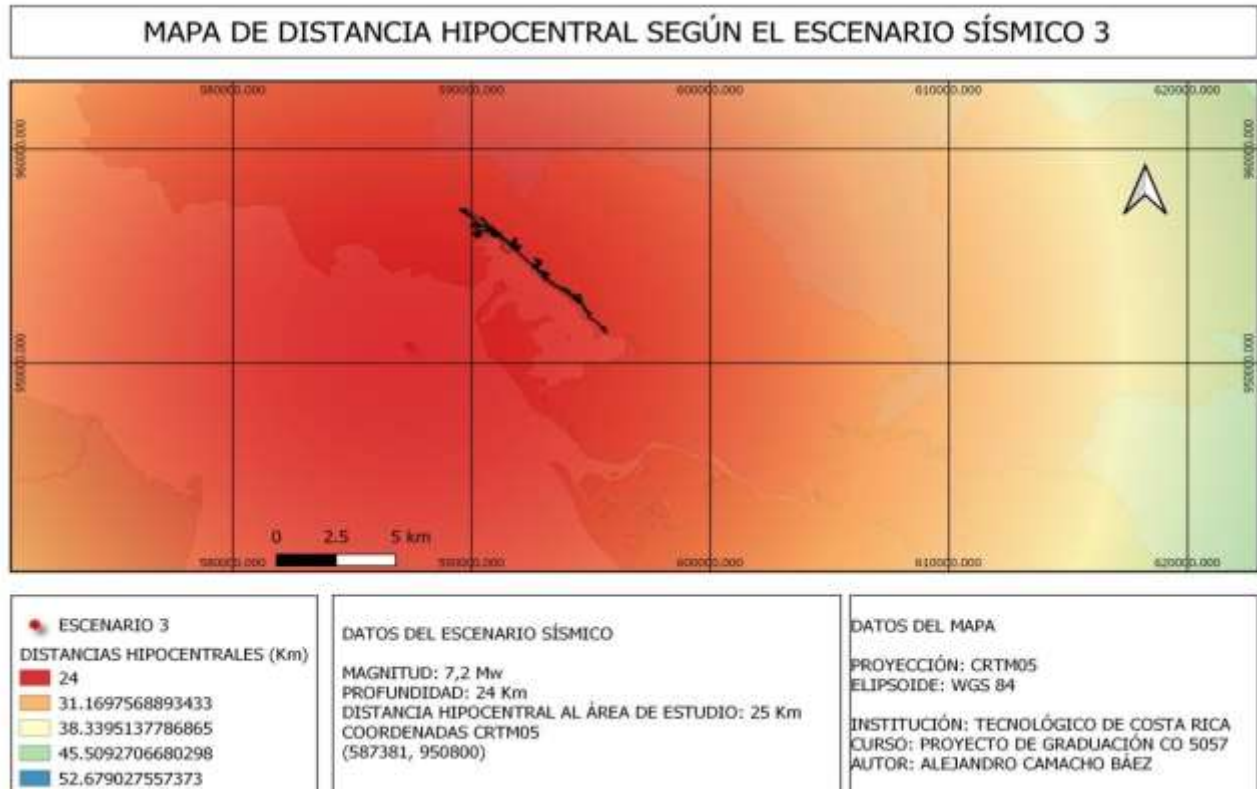 MAPA DE DISTANCIA HIPOCENTRAL SEGÚN EL ESCENARIO SÍSMICO 3
580000.000 590000.000 600000.000 610000.000 620000.000
960000.000 960000.000
950000.000 950000.000
0 2.5 5 km
580000.000 590000.000 600000.000 610000.000 620000.000
ESCENARIO 3
DISTANCIAS HIPOCENTRALES (Km)
24
31.1697568893433
38.3395137786865
45.5092706680298
52.679027557373
DATOS DEL ESCENARIO SÍSMICO
MAGNITUD: 7,2 Mw
PROFUNDIDAD: 24 Km
DISTANCIA HIPOCENTRAL AL ÁREA DE ESTUDIO: 25 Km
COORDENADAS CRTM05
(587381, 950800)
DATOS DEL MAPA
PROYECCIÓN: CRTM05
ELIPSOIDE: WGS 84
INSTITUCIÓN: TECNOLÓGICO DE COSTA RICA
CURSO: PROYECTO DE GRADUACIÓN CO 5057
AUTOR: ALEJANDRO CAMACHO BÁEZ